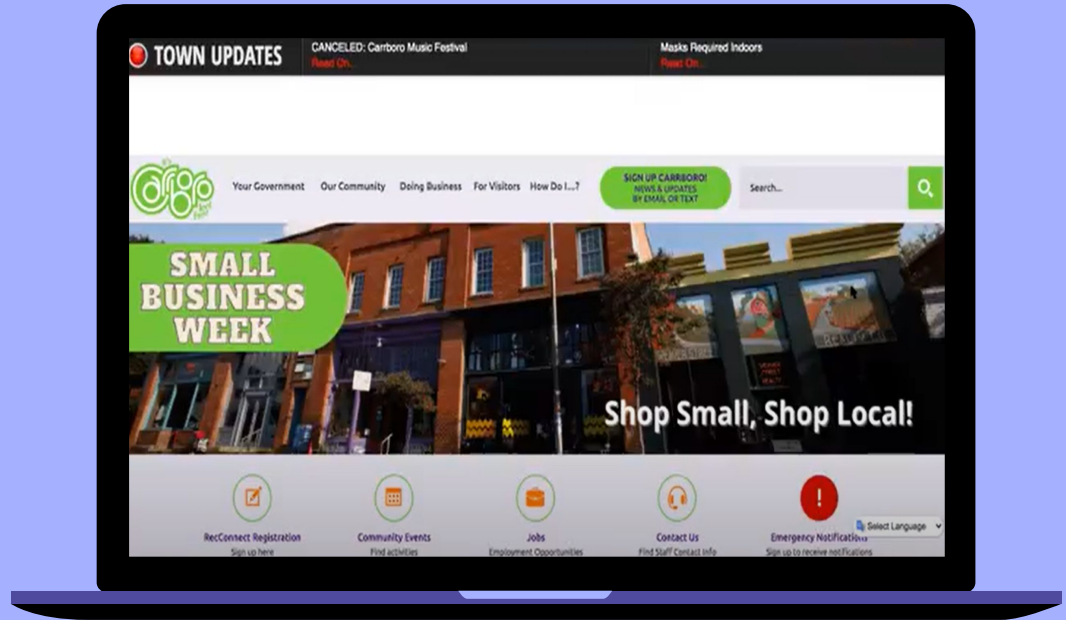 TOWN UPDATES
CANCELED: Carrboro Music Festival
Read On...
Masks Required Indoors
Read On...
Carrboro
Your Government
Our Community
Doing Business
For Visitors
How Do I...?
SIGN UP CARRBORO!
NEWS & UPDATES
BY EMAIL OR TEXT
Search...
SMALL
BUSINESS
WEEK
Shop Small, Shop Local!
RecConnect Registration
Sign up here
Community Events
Find activities
Jobs
Employment Opportunities
Contact Us
Find Staff Contact Info
!
Emergency Notifications
Sign up to receive notifications
Select Language